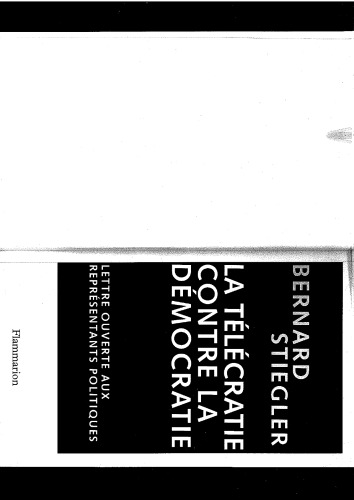 BERNARD
STIEGLER
LA TÉLÉCRATIE
CONTRE LA
DÉMOCRATIE
LETTRE OUVERTE AUX
REPRÉSENTANTS POLITIQUES
Flammarion